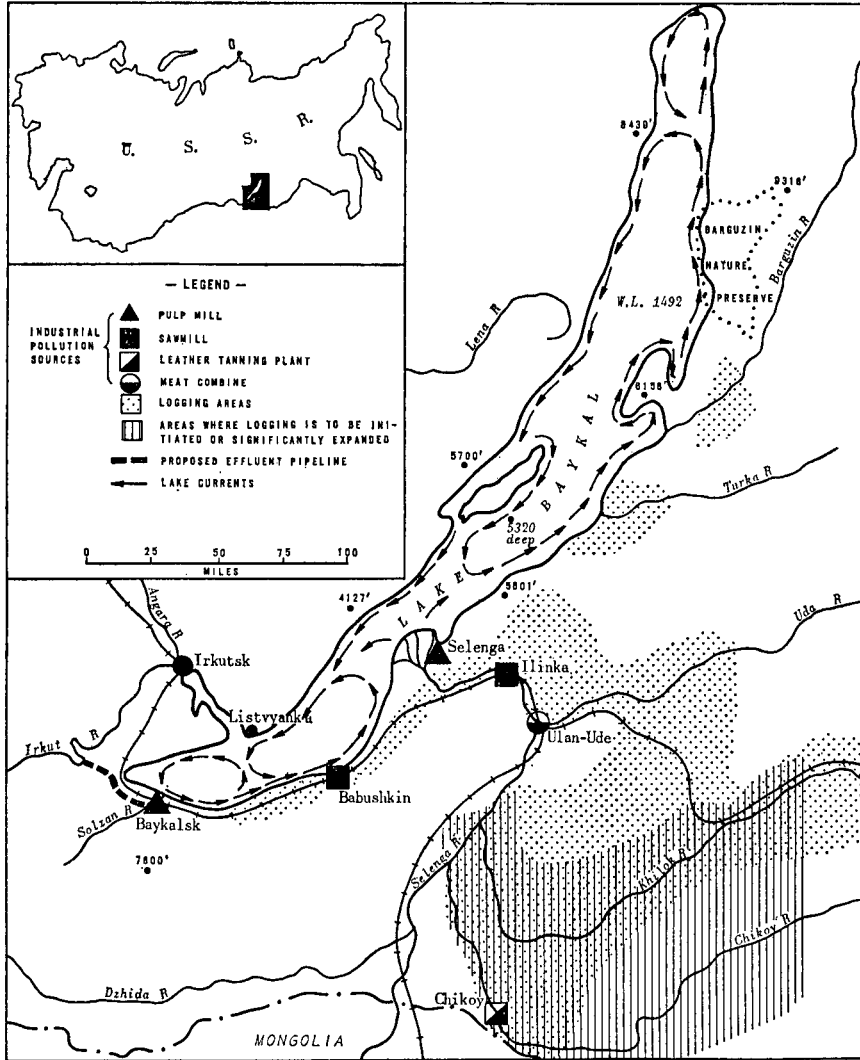 U. S. S. R.
— LEGEND —
INDUSTRIAL
POLLUTION
SOURCES
PULP MILL
SAWMILL
LEATHER TANNING PLANT
MEAT COMBINE
LOGGING AREAS
AREAS WHERE LOGGING IS TO BE INI-
TIATED OR SIGNIFICANTLY EXPANDED
PROPOSED EFFLUENT PIPELINE
LAKE CURRENTS
0 25 50 100
MILES
8430'
9316'
BARGUZIN
NATURE
PRESERVE
Barguzin R
W.L. 1492
Lena R
6136'
5700'
LAKE BAYKAL
Turka R
5320
deep
5801'
4127'
Angara R
Selenga
Uda R
Irkutsk
Ilinka
Listvyanka
Ulan-Ude
Irkut R
Babushkin
Solzan R
Baykalsk
7600'
Selenga R
Khilok R
Chikoy R
Dzhida R
Chikoy
MONGOLIA